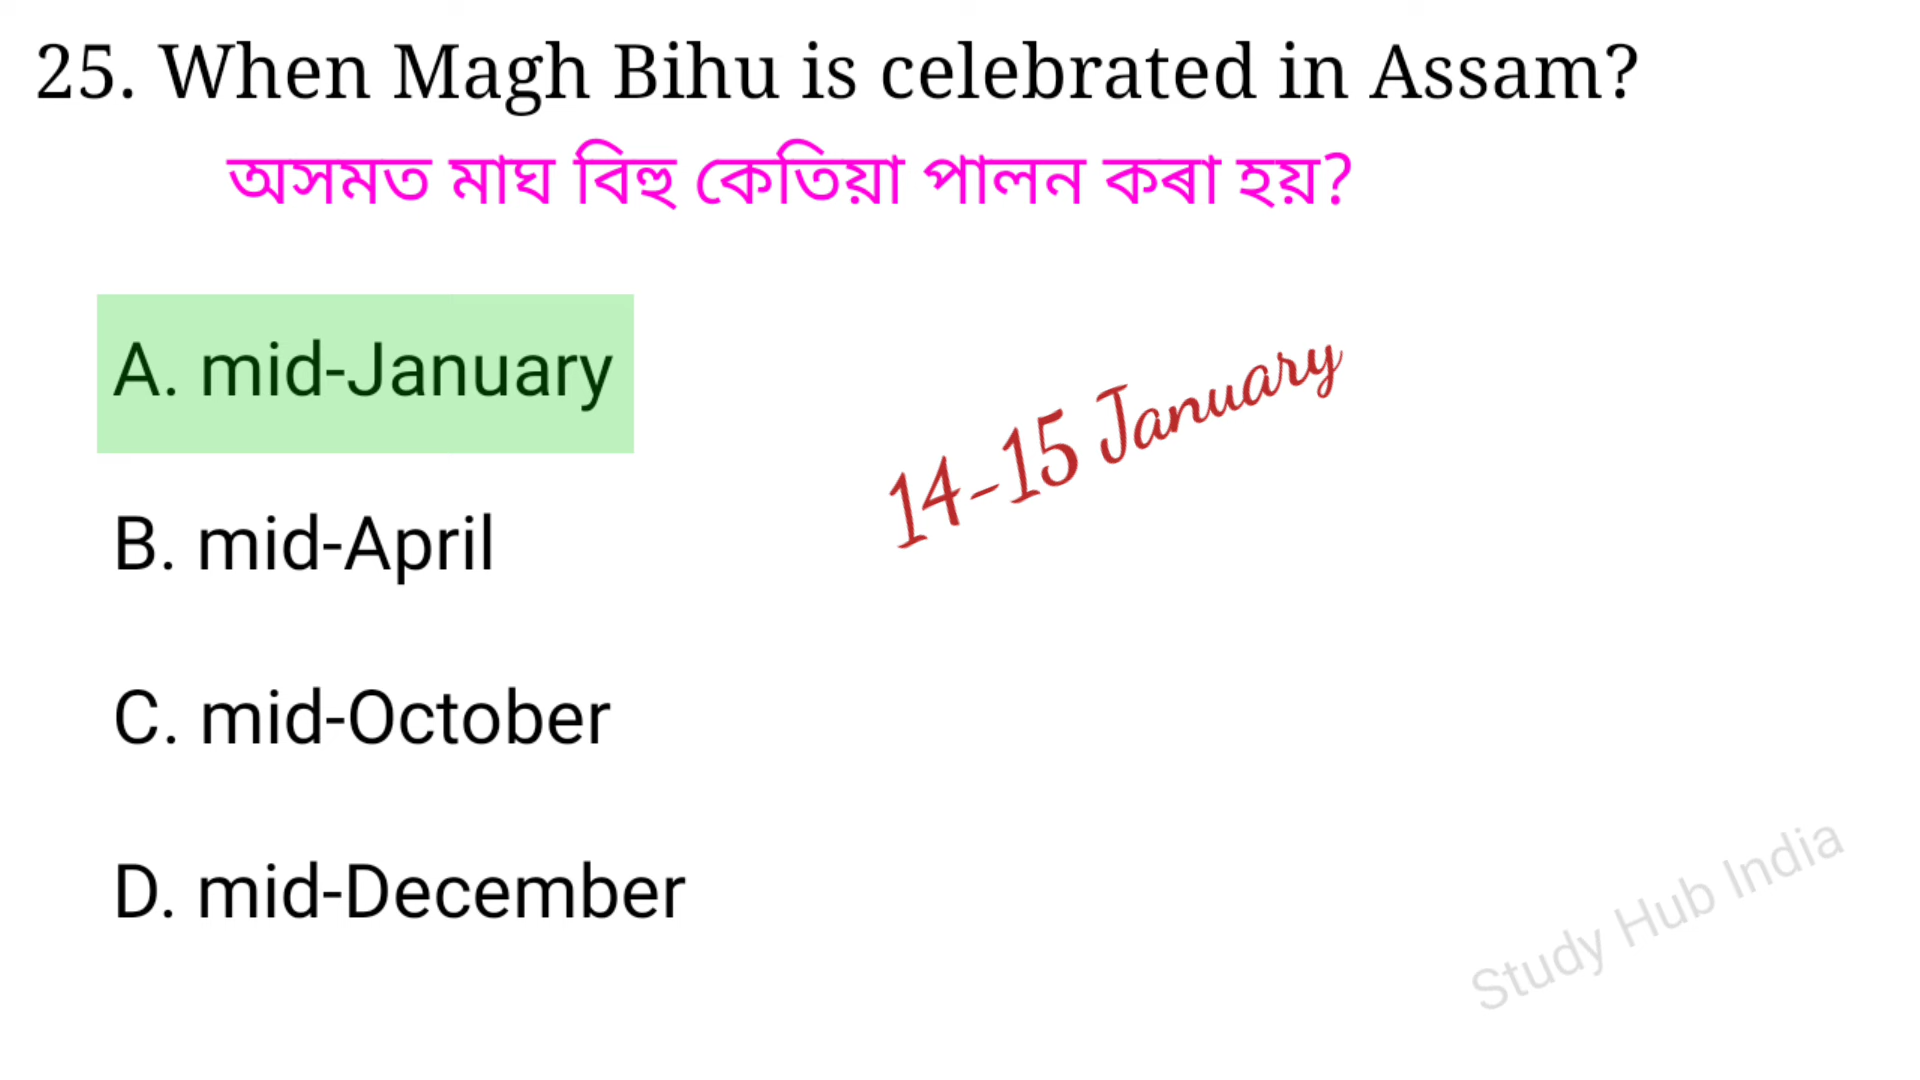 25. When Magh Bihu is celebrated in Assam?
অসমত মাঘ বিহু কেতিয়া পালন কৰা হয়?
A. mid-January
14-15 January
B. mid-April
C. mid-October
D. mid-December
Study Hub India